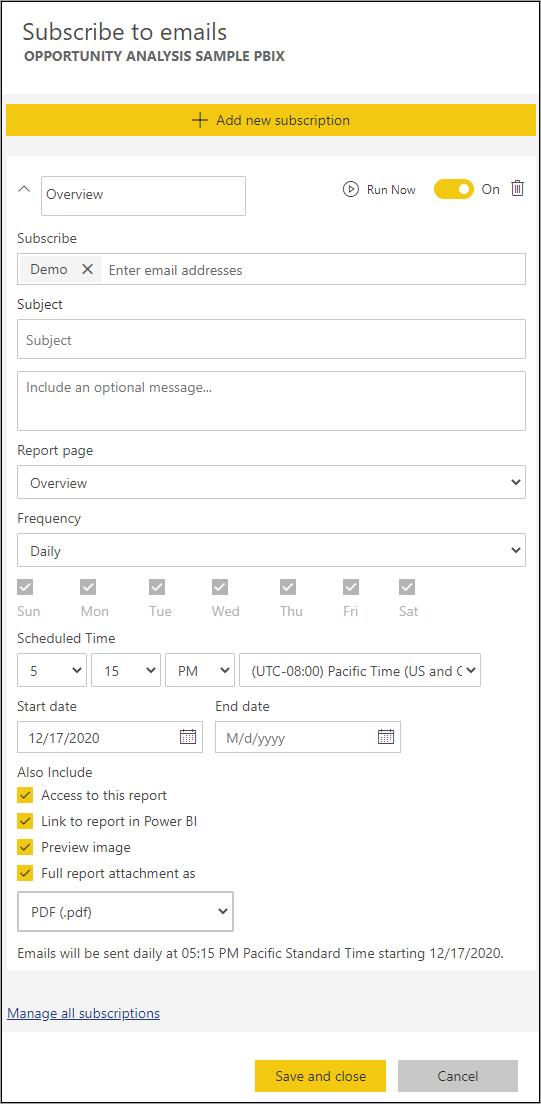 Subscribe to emails
OPPORTUNITY ANALYSIS SAMPLE PBIX
Add new subscription
Overview Run Now On
Subscribe
Demo Enter email addresses
Subject
Subject
Include an optional message...
Report page
Overview
Frequency
Daily
Sun Mon Tue Wed Thu Fri Sat
Scheduled Time
5 15 PM (UTC-08:00) Pacific Time (US and C
Start date End date
12/17/2020 M/d/yyyy
Also Include
Access to this report
Link to report in Power BI
Preview image
Full report attachment as
PDF (.pdf)
Emails will be sent daily at 05:15 PM Pacific Standard Time starting 12/17/2020.
Manage all subscriptions
Save and close Cancel